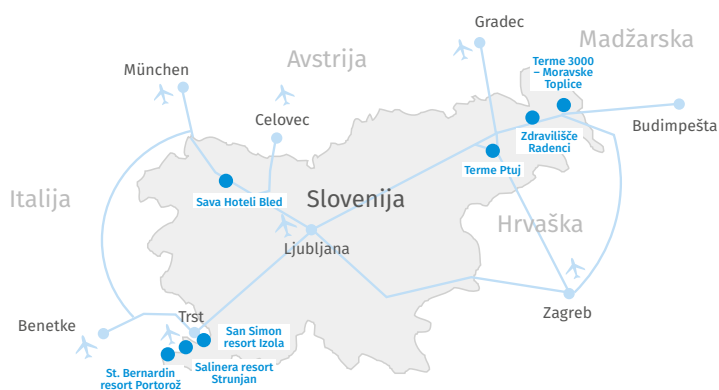 Gradec
Madžarska
Avstrija
Terme 3000
– Moravske
Toplice
München
Celovec
Budimpešta
Zdravilišče
Radenci
Terme Ptuj
Italija
Sava Hoteli Bled
Slovenija
Hrvaška
Ljubljana
Zagreb
Trst
Benetke
San Simon
resort Izola
Salinera resort
Strunjan
St. Bernardin
resort Portorož